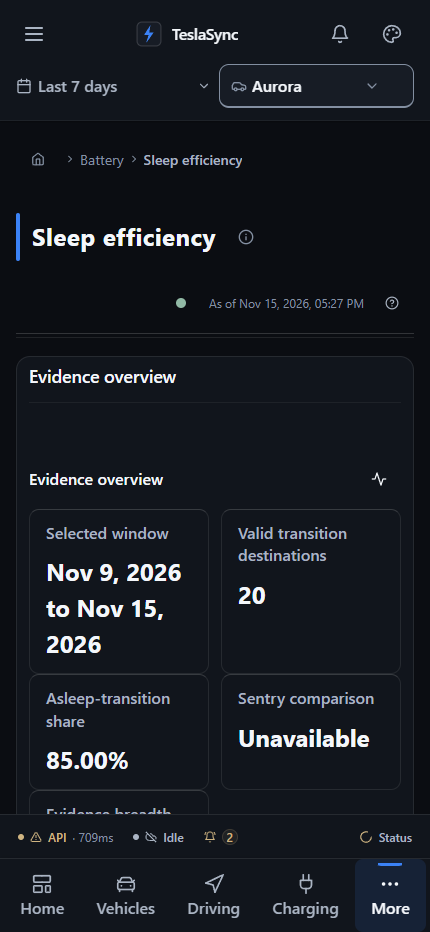 TeslaSync
Last 7 days
Aurora
Battery
Sleep efficiency
Sleep efficiency
As of Nov 15, 2026, 05:27 PM
Evidence overview
Evidence overview
Selected window
Nov 9, 2026
to Nov 15,
2026
Valid transition
destinations
20
Asleep-transition
share
85.00%
Sentry comparison
Unavailable
Evidence breadth
API · 709ms
Idle
2
Status
Home
Vehicles
Driving
Charging
More